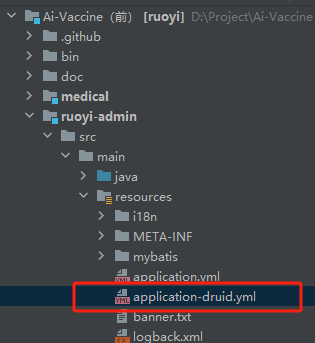 Ai-Vaccine（前） [ruoyi] D:\Project\Ai-Vaccine
.github
bin
doc
medical
ruoyi-admin
src
main
java
resources
i18n
META-INF
mybatis
application.yml
application-druid.yml
banner.txt
logback.xml